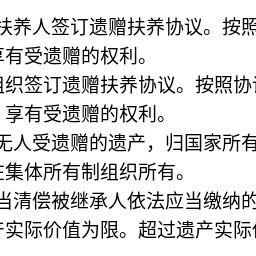 扶养人签订遗赠扶养协议。按照
享有受遗赠的权利。
组织签订遗赠扶养协议。按照协议
，享有受遗赠的权利。
无人受遗赠的遗产，归国家所有
在集体所有制组织所有。
当清偿被继承人依法应当缴纳的
产实际价值为限。超过遗产实际价